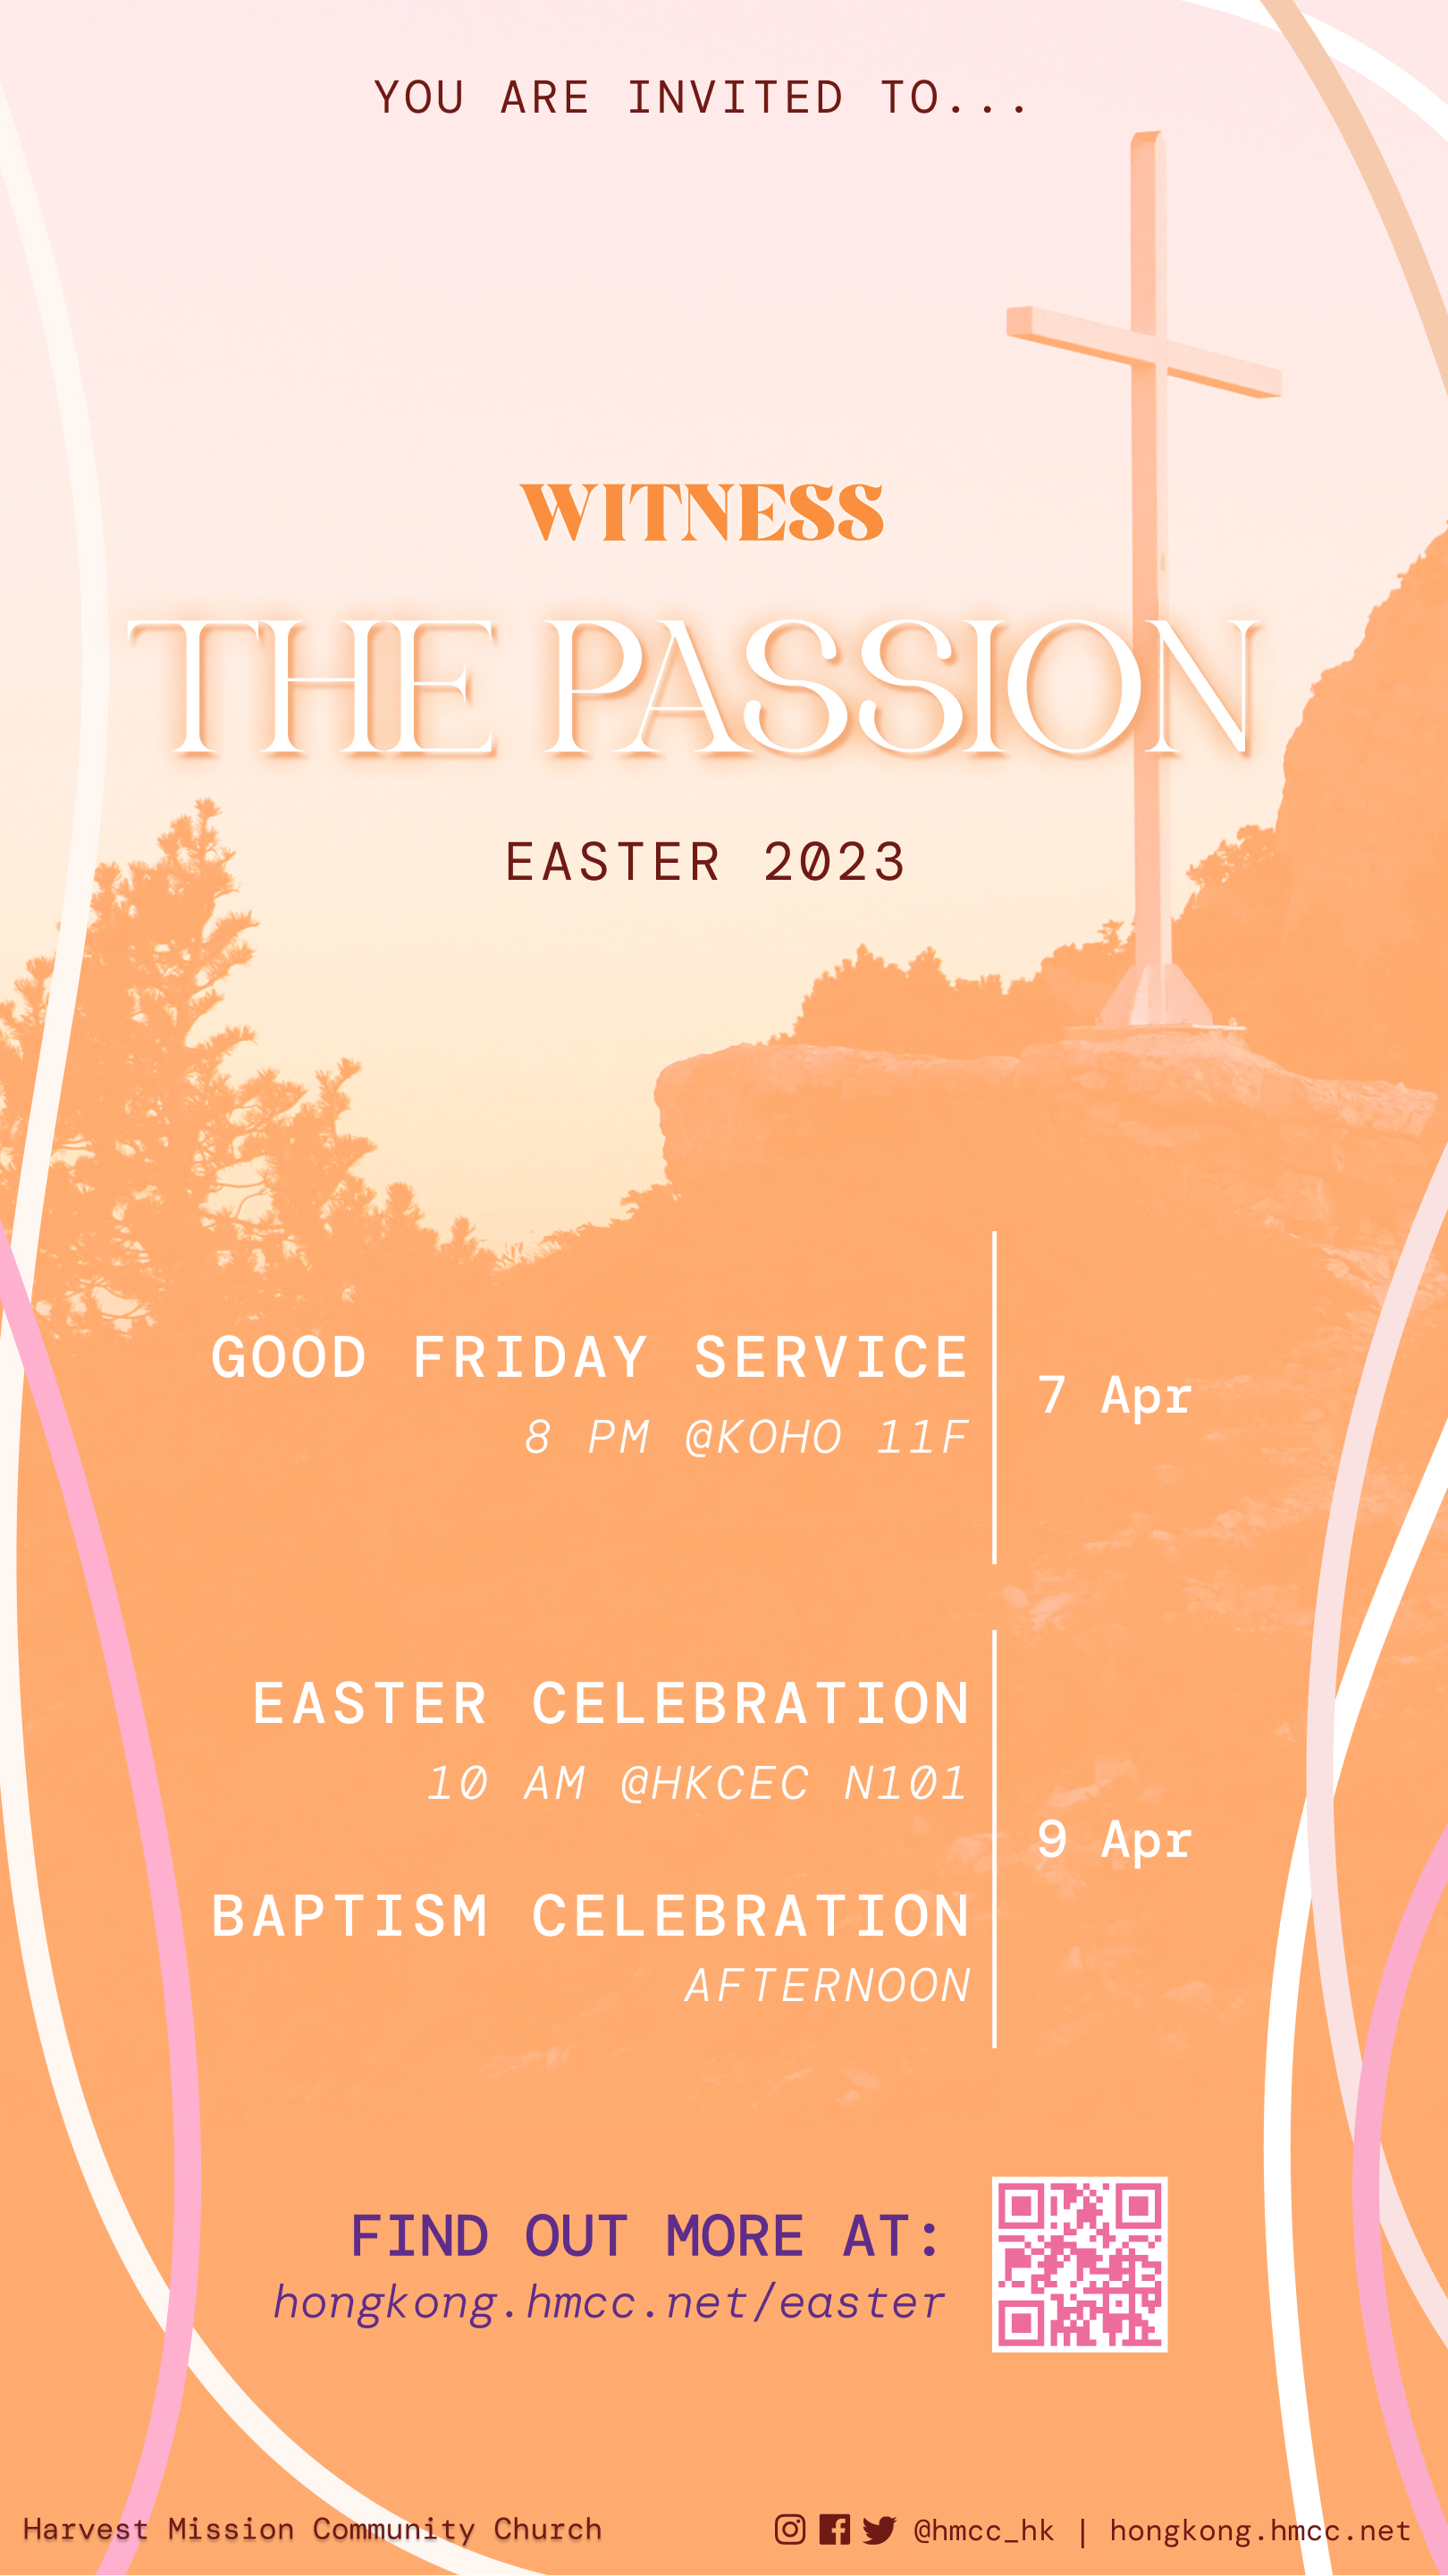 YOU ARE INVITED TO...
WITNESS
THE PASSION
EASTER 2023
GOOD FRIDAY SERVICE
8 PM @KOHO 11F
7 Apr
EASTER CELEBRATION
10 AM @HKCEC N101
9 Apr
BAPTISM CELEBRATION
AFTERNOON
FIND OUT MORE AT:
hongkong.hmcc.net/easter
Harvest Mission Community Church
@hmcc_hk | hongkong.hmcc.net